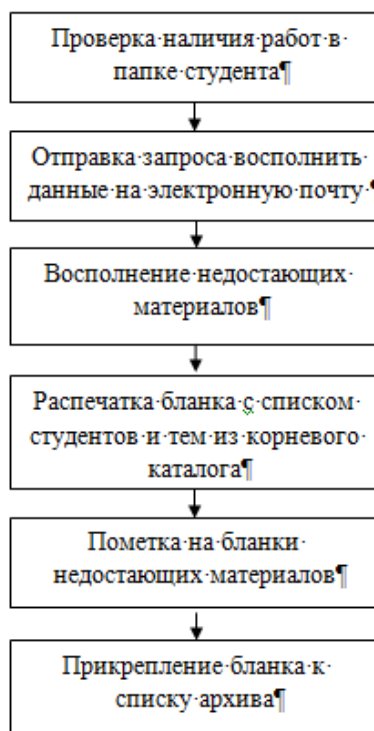 Проверка·наличия·работ·в·
папке·студента¶
Отправка·запроса·восполнить·
данные·на·электронную·почту·¶
Восполнение·недостающих·
материалов¶
Распечатка·бланка·с·списком·
студентов·и·тем·из·корневого·
каталога¶
Пометка·на·бланки·
недостающих·материалов¶
Прикрепление·бланка·к·
списку·архива¶